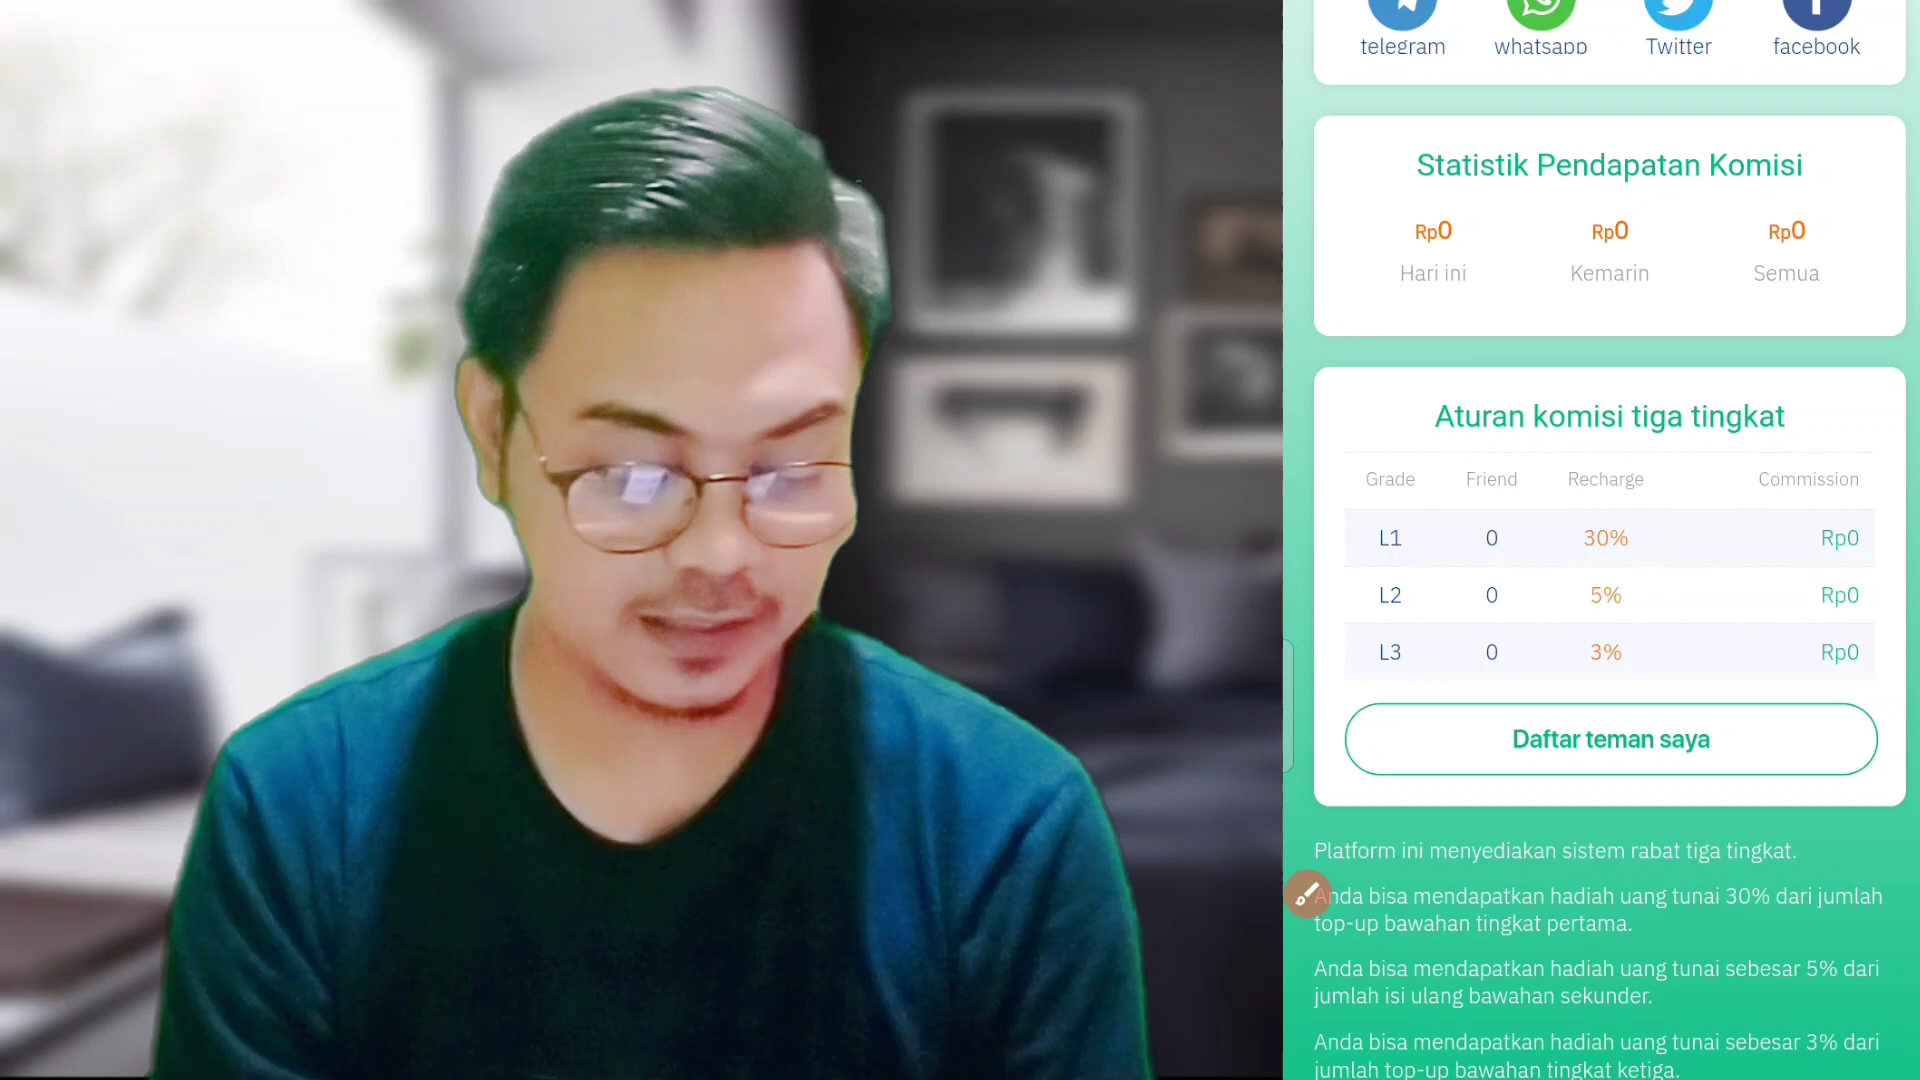 telegram whatsapp Twitter facebook
Statistik Pendapatan Komisi
Rp0 Rp0 Rp0
Hari ini Kemarin Semua
Aturan komisi tiga tingkat
Grade Friend Recharge Commission
L1 0 30% Rp0
L2 0 5% Rp0
L3 0 3% Rp0
Daftar teman saya
Platform ini menyediakan sistem rabat tiga tingkat.
Anda bisa mendapatkan hadiah uang tunai 30% dari jumlah
top-up bawahan tingkat pertama.
Anda bisa mendapatkan hadiah uang tunai sebesar 5% dari
jumlah isi ulang bawahan sekunder.
Anda bisa mendapatkan hadiah uang tunai sebesar 3% dari
jumlah top-up bawahan tingkat ketiga.